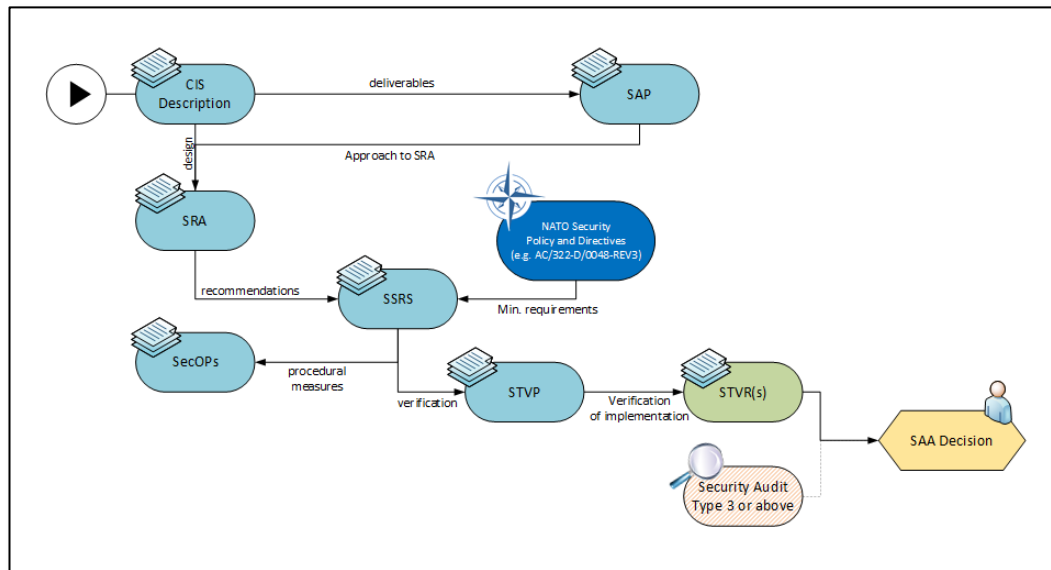 CIS
Description
deliverables
SAP
design
Approach to SRA
SRA
NATO Security
Policy and Directives
(e.g. AC/322-D/0048-REV3)
recommendations
SSRS
Min. requirements
SecOPs
procedural
measures
verification
STVP
Verification
of implementation
STVR(s)
SAA Decision
Security Audit
Type 3 or above